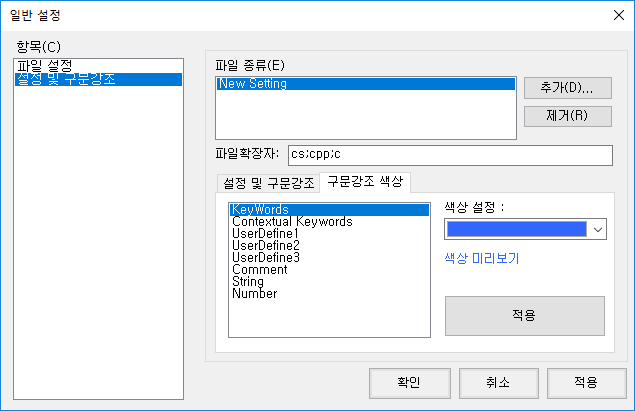 일반 설정
항목(C)
파일 설정
설정 및 구문강조
파일 종류(E)
New Setting
추가(D)...
제거(R)
파일확장자:
cs;cpp;c
설정 및 구문강조
구문강조 색상
KeyWords
Contextual Keywords
UserDefine1
UserDefine2
UserDefine3
Comment
String
Number
색상 설정 :
색상 미리보기
적용
확인
취소
적용